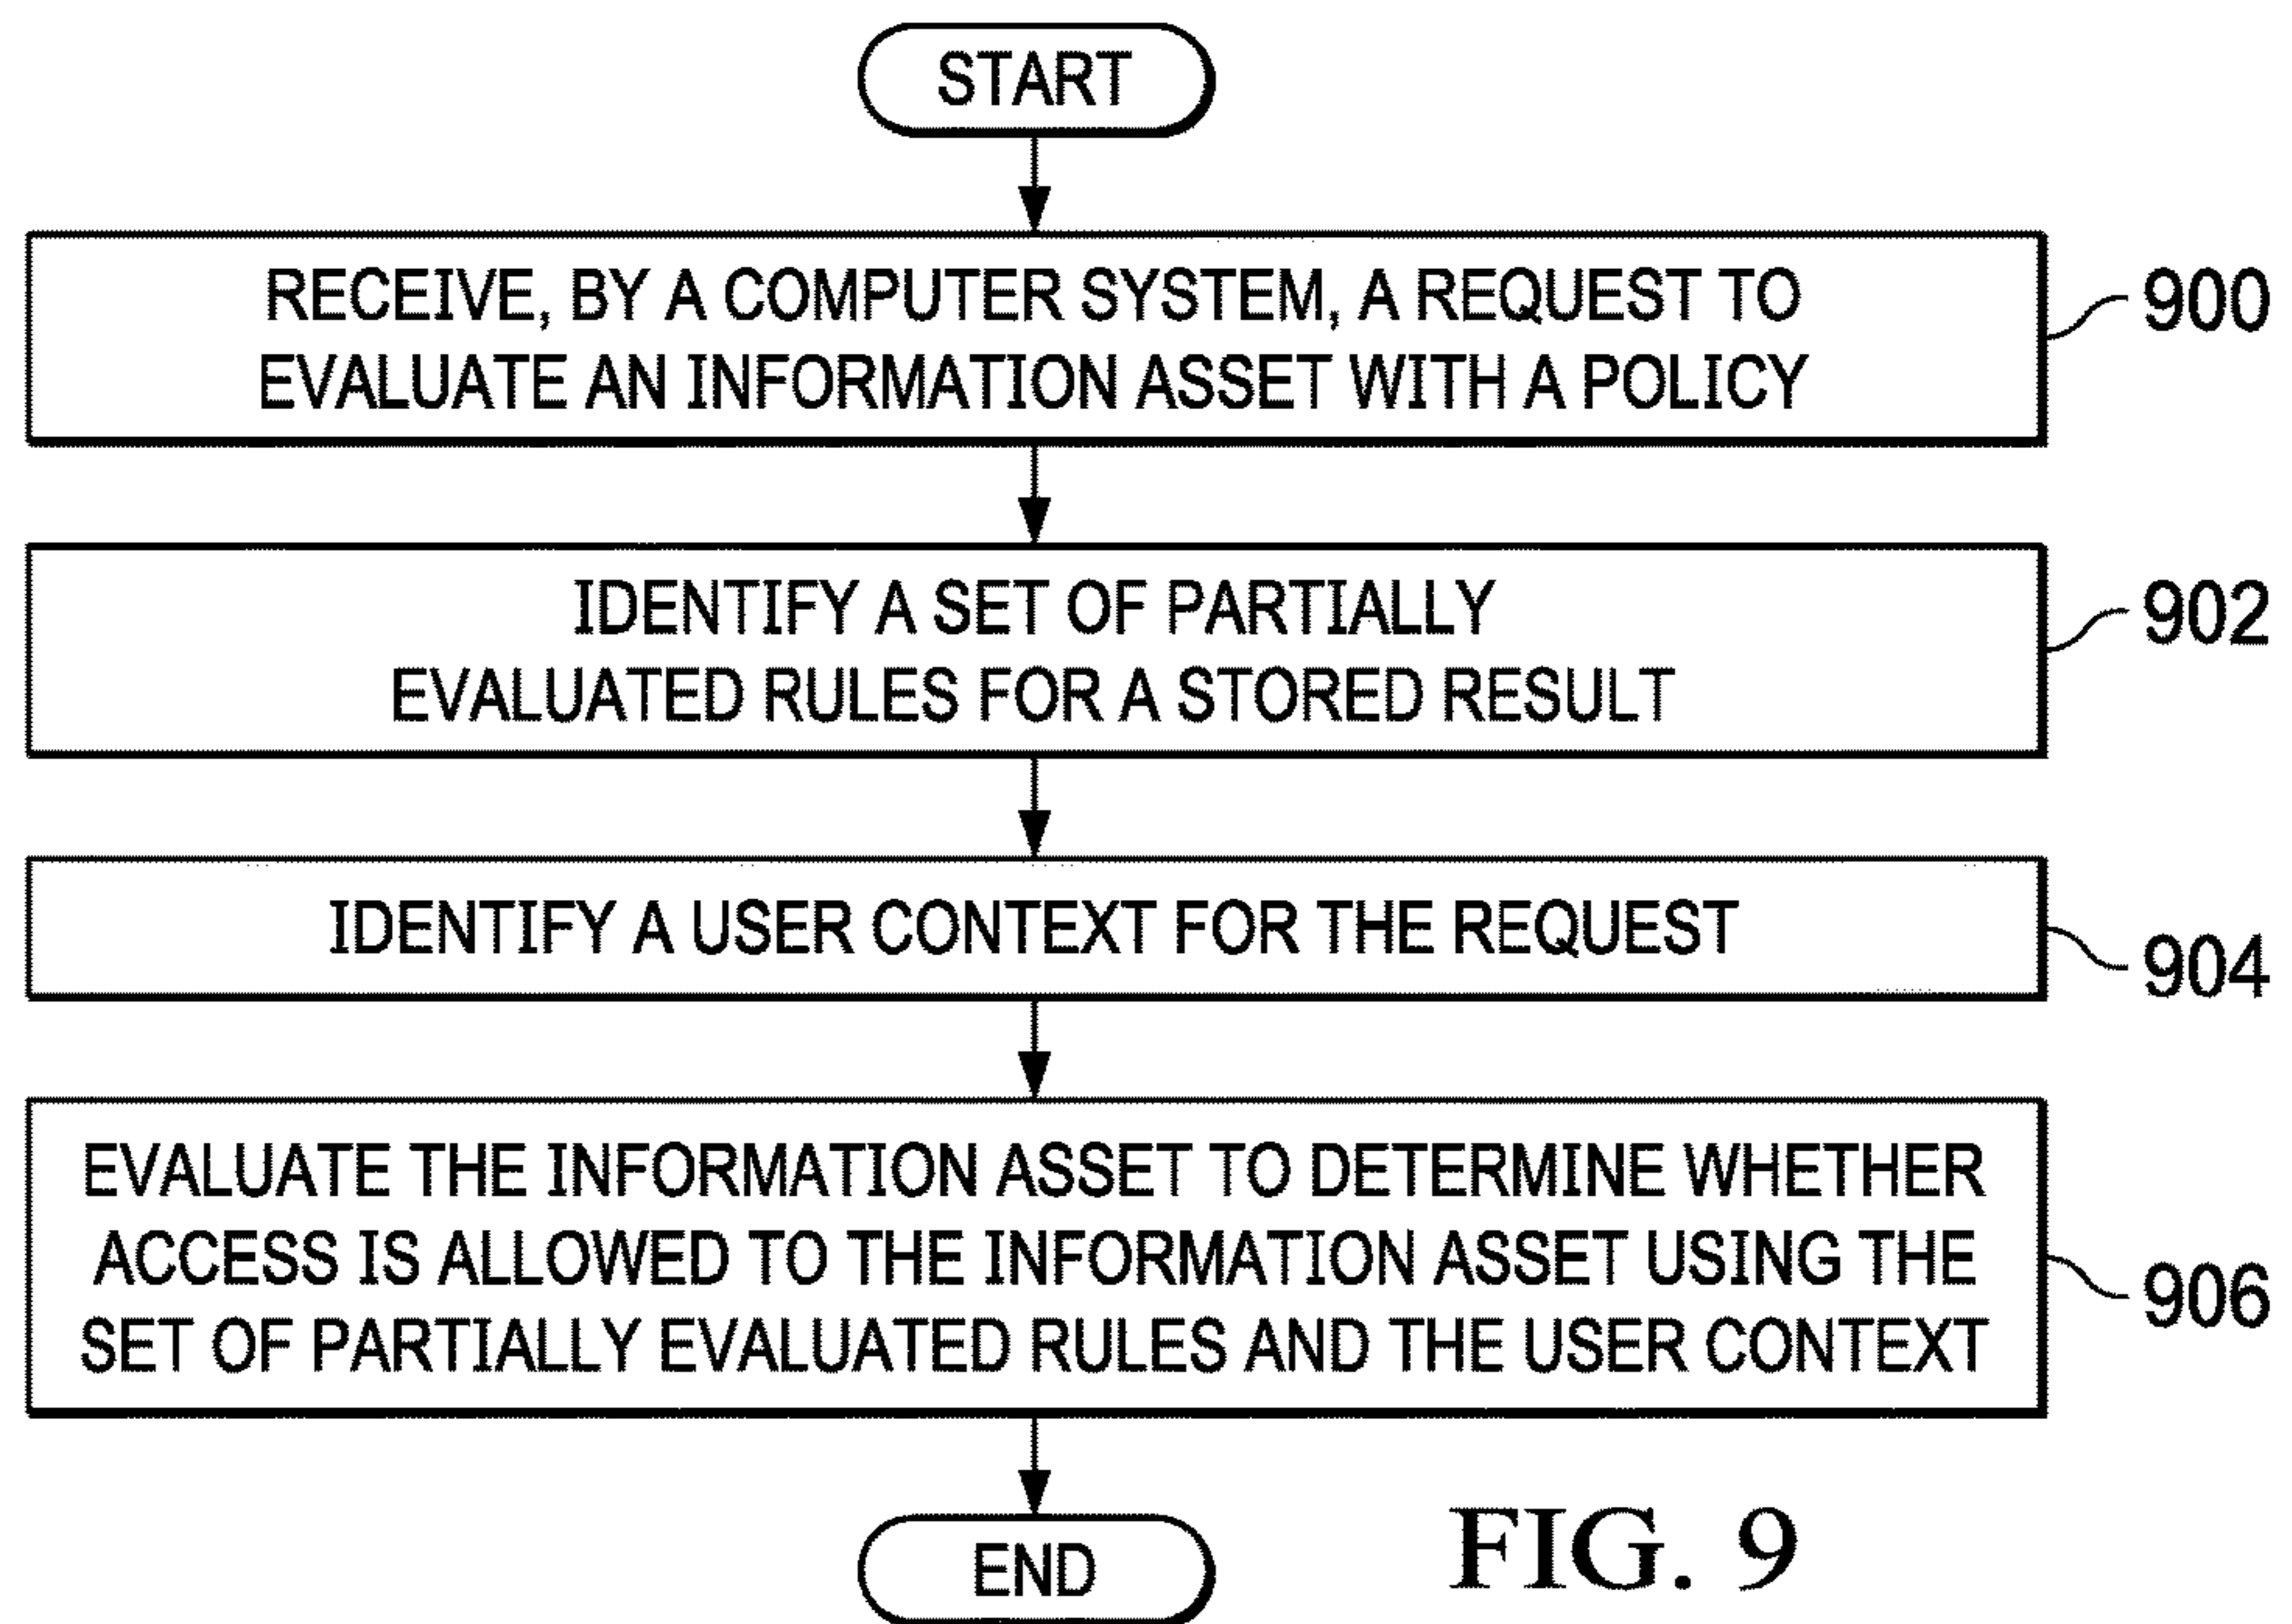 START
RECEIVE, BY A COMPUTER SYSTEM, A REQUEST TO
EVALUATE AN INFORMATION ASSET WITH A POLICY
900
IDENTIFY A SET OF PARTIALLY
EVALUATED RULES FOR A STORED RESULT
902
IDENTIFY A USER CONTEXT FOR THE REQUEST
904
EVALUATE THE INFORMATION ASSET TO DETERMINE WHETHER
ACCESS IS ALLOWED TO THE INFORMATION ASSET USING THE
SET OF PARTIALLY EVALUATED RULES AND THE USER CONTEXT
906
END
FIG. 9